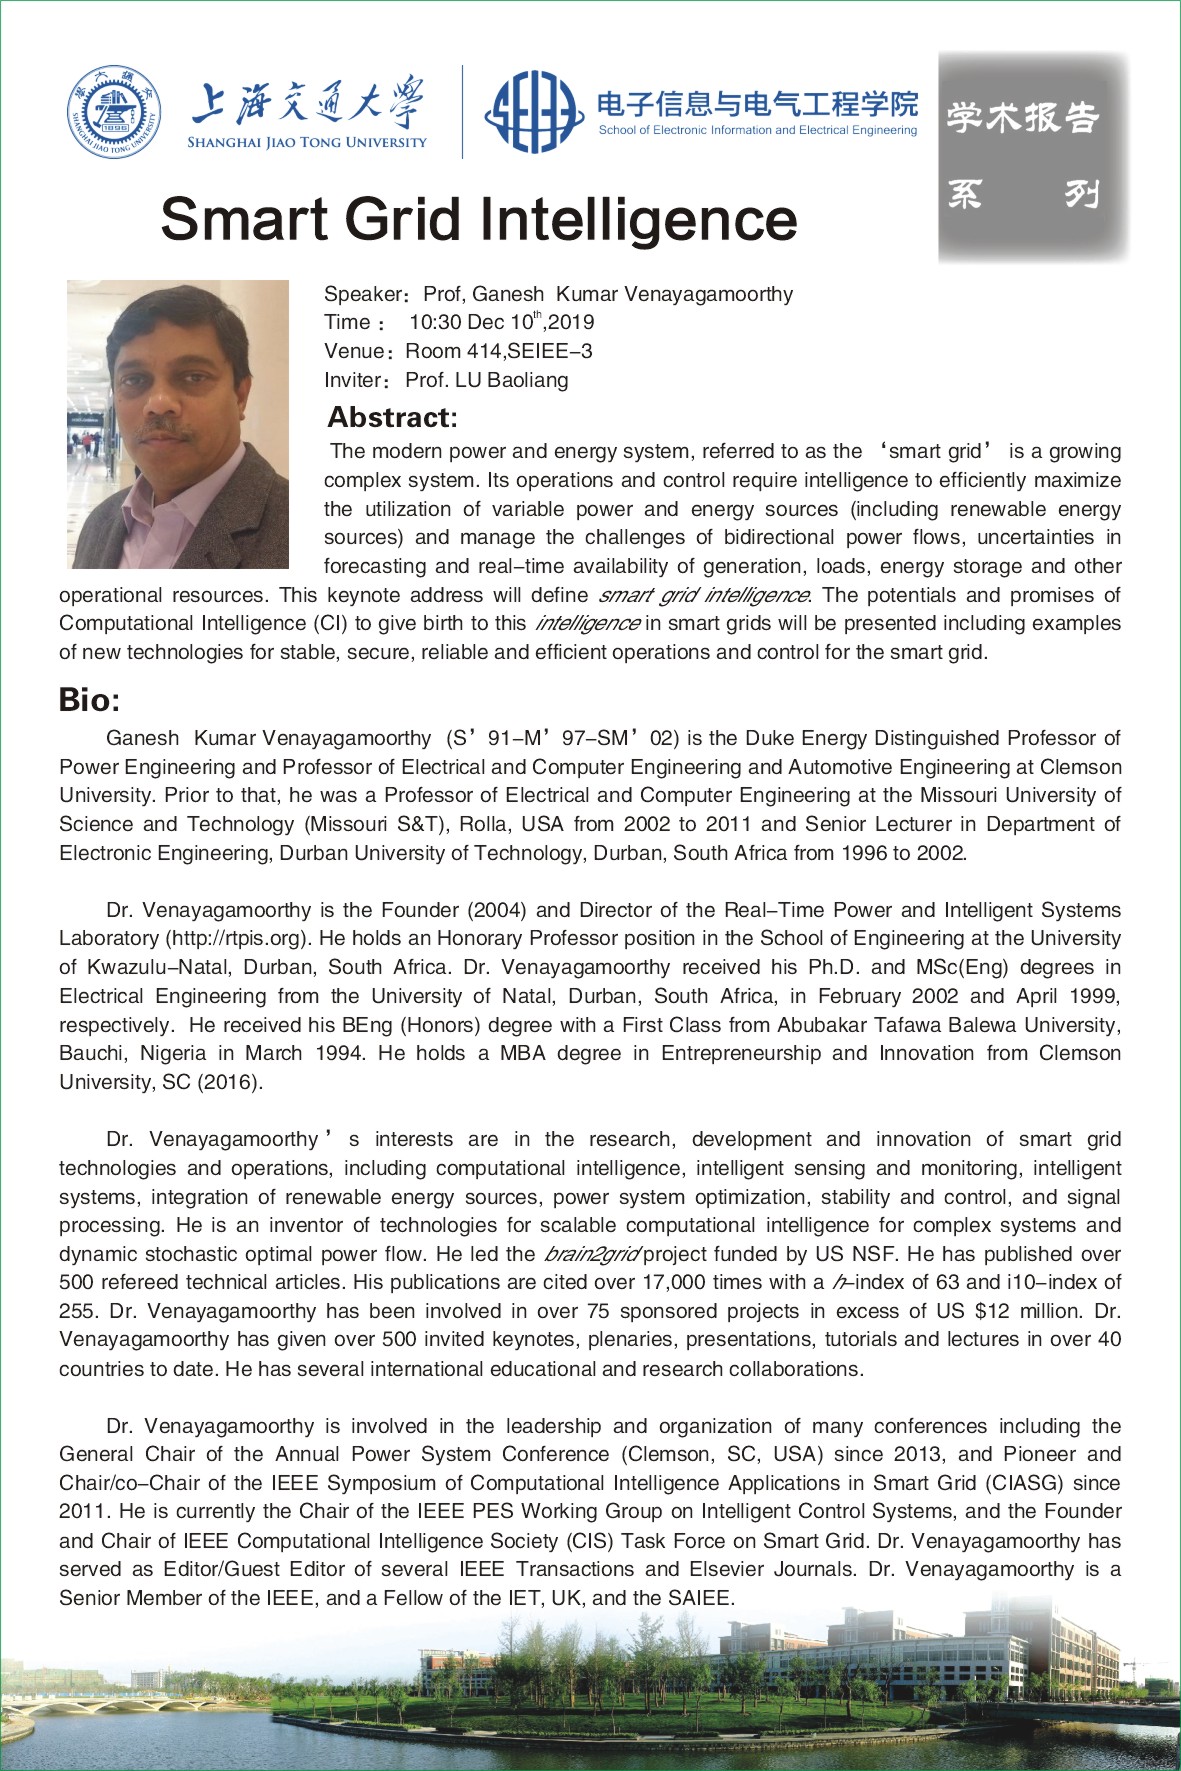 上海交通大学
SHANGHAI JIAO TONG UNIVERSITY
SHANGHAI JIAO TONG UNIVERSITY
1896
SEIEE
电子信息与电气工程学院
School of Electronic Information and Electrical Engineering
学术报告
系 列
Smart Grid Intelligence
Speaker：Prof, Ganesh Kumar Venayagamoorthy
Time ： 10:30 Dec 10th,2019
Venue：Room 414,SEIEE-3
Inviter：Prof. LU Baoliang
Abstract:
The modern power and energy system, referred to as the ‘smart grid’ is a growing
complex system. Its operations and control require intelligence to efficiently maximize
the utilization of variable power and energy sources (including renewable energy
sources) and manage the challenges of bidirectional power flows, uncertainties in
forecasting and real-time availability of generation, loads, energy storage and other
operational resources. This keynote address will define smart grid intelligence. The potentials and promises of
Computational Intelligence (CI) to give birth to this intelligence in smart grids will be presented including examples
of new technologies for stable, secure, reliable and efficient operations and control for the smart grid.
Bio:
Ganesh Kumar Venayagamoorthy (S’91-M’97-SM’02) is the Duke Energy Distinguished Professor of
Power Engineering and Professor of Electrical and Computer Engineering and Automotive Engineering at Clemson
University. Prior to that, he was a Professor of Electrical and Computer Engineering at the Missouri University of
Science and Technology (Missouri S&T), Rolla, USA from 2002 to 2011 and Senior Lecturer in Department of
Electronic Engineering, Durban University of Technology, Durban, South Africa from 1996 to 2002.
Dr. Venayagamoorthy is the Founder (2004) and Director of the Real-Time Power and Intelligent Systems
Laboratory (http://rtpis.org). He holds an Honorary Professor position in the School of Engineering at the University
of Kwazulu-Natal, Durban, South Africa. Dr. Venayagamoorthy received his Ph.D. and MSc(Eng) degrees in
Electrical Engineering from the University of Natal, Durban, South Africa, in February 2002 and April 1999,
respectively. He received his BEng (Honors) degree with a First Class from Abubakar Tafawa Balewa University,
Bauchi, Nigeria in March 1994. He holds a MBA degree in Entrepreneurship and Innovation from Clemson
University, SC (2016).
Dr. Venayagamoorthy’s interests are in the research, development and innovation of smart grid
technologies and operations, including computational intelligence, intelligent sensing and monitoring, intelligent
systems, integration of renewable energy sources, power system optimization, stability and control, and signal
processing. He is an inventor of technologies for scalable computational intelligence for complex systems and
dynamic stochastic optimal power flow. He led the brain2grid project funded by US NSF. He has published over
500 refereed technical articles. His publications are cited over 17,000 times with a h-index of 63 and i10-index of
255. Dr. Venayagamoorthy has been involved in over 75 sponsored projects in excess of US $12 million. Dr.
Venayagamoorthy has given over 500 invited keynotes, plenaries, presentations, tutorials and lectures in over 40
countries to date. He has several international educational and research collaborations.
Dr. Venayagamoorthy is involved in the leadership and organization of many conferences including the
General Chair of the Annual Power System Conference (Clemson, SC, USA) since 2013, and Pioneer and
Chair/co-Chair of the IEEE Symposium of Computational Intelligence Applications in Smart Grid (CIASG) since
2011. He is currently the Chair of the IEEE PES Working Group on Intelligent Control Systems, and the Founder
and Chair of IEEE Computational Intelligence Society (CIS) Task Force on Smart Grid. Dr. Venayagamoorthy has
served as Editor/Guest Editor of several IEEE Transactions and Elsevier Journals. Dr. Venayagamoorthy is a
Senior Member of the IEEE, and a Fellow of the IET, UK, and the SAIEE.